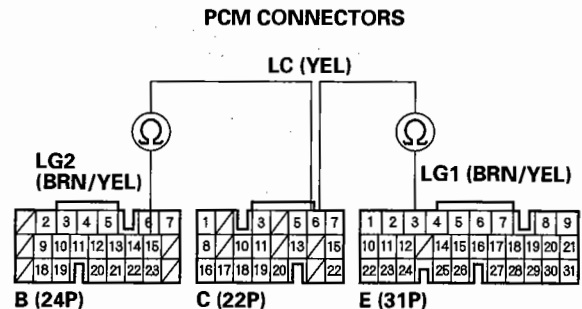 PCM CONNECTORS
LC (YEL)
Ω Ω
LG2
(BRN/YEL)
LG1 (BRN/YEL)
2 3 4 5 6 7
1 3 5 6 7
1 2 3 4 5 6 7 8 9
9 10 11 12 13 14 15
8 10 11 13 15
10 11 12 14 15 16 17 18 19 20 21
18 19 20 21 22 23
16 17 18 19 20 22
22 23 24 25 26 27 28 29 30 31
B (24P)
C (22P)
E (31P)